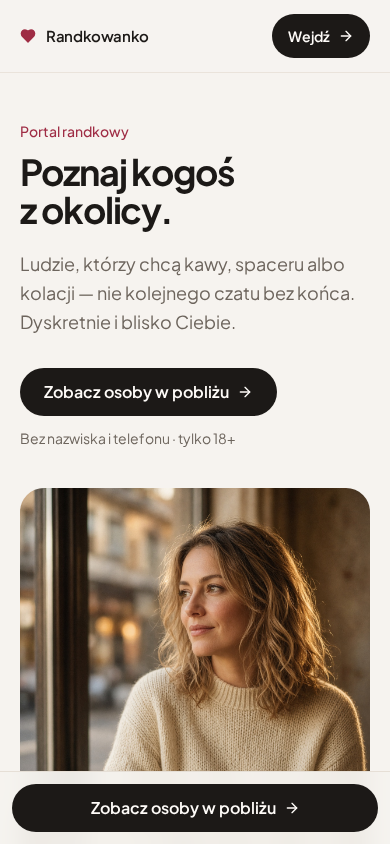 Randkowanko
Wejdź
Portal randkowy
Poznaj kogoś
z okolicy.
Ludzie, którzy chcą kawy, spaceru albo
kolacji — nie kolejnego czatu bez końca.
Dyskretnie i blisko Ciebie.
Zobacz osoby w pobliżu
Bez nazwiska i telefonu · tylko 18+
Zobacz osoby w pobliżu